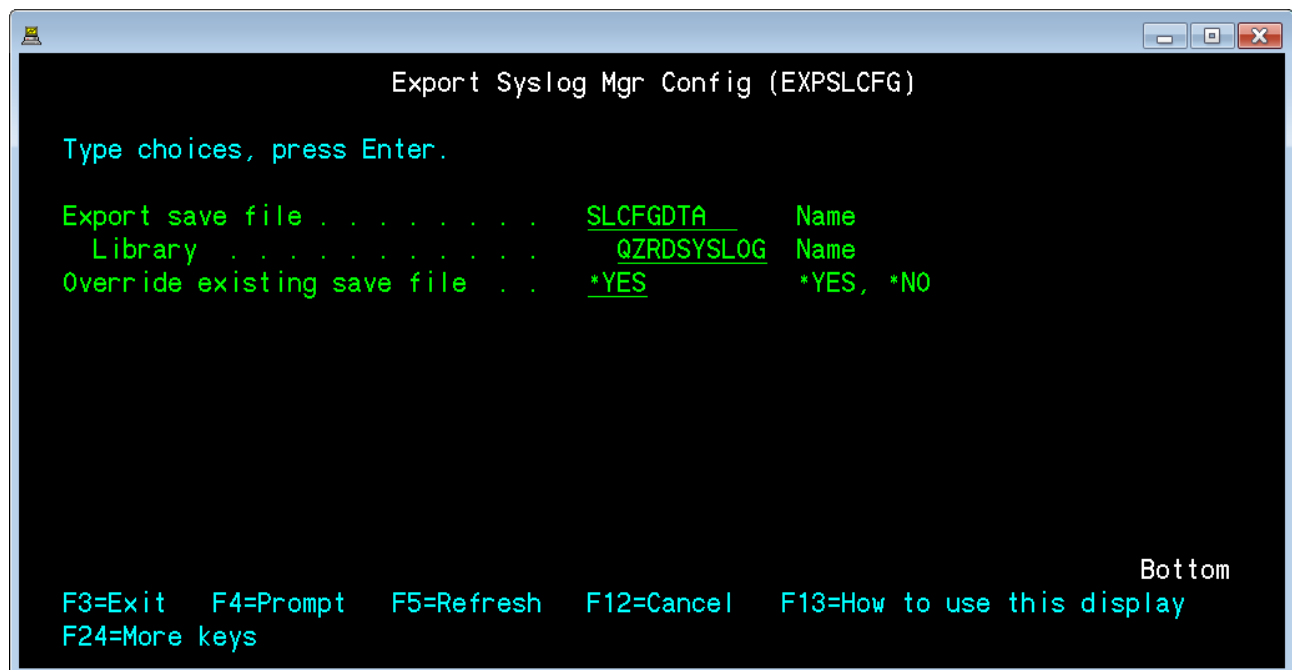 Export Syslog Mgr Config (EXPSLCFG)
Type choices, press Enter.
Export save file . . . . . . . . SLCFGDTA Name
Library . . . . . . . . . . . QZRDSYSLOG Name
Override existing save file . . *YES *YES, *NO
Bottom
F3=Exit F4=Prompt F5=Refresh F12=Cancel F13=How to use this display
F24=More keys